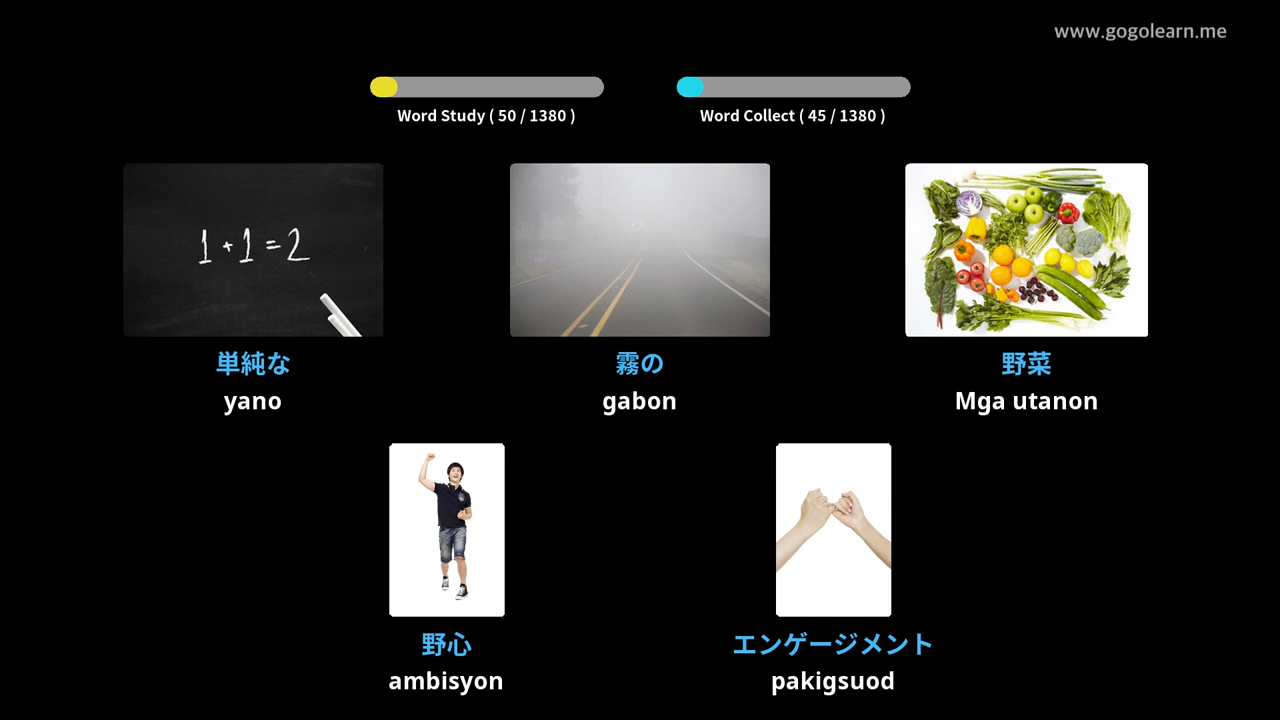 www.gogolearn.me
Word Study ( 50 / 1380 )
Word Collect ( 45 / 1380 )
1 + 1 = 2
単純な
霧の
野菜
yano
gabon
Mga utanon
野心
エンゲージメント
ambisyon
pakigsuod